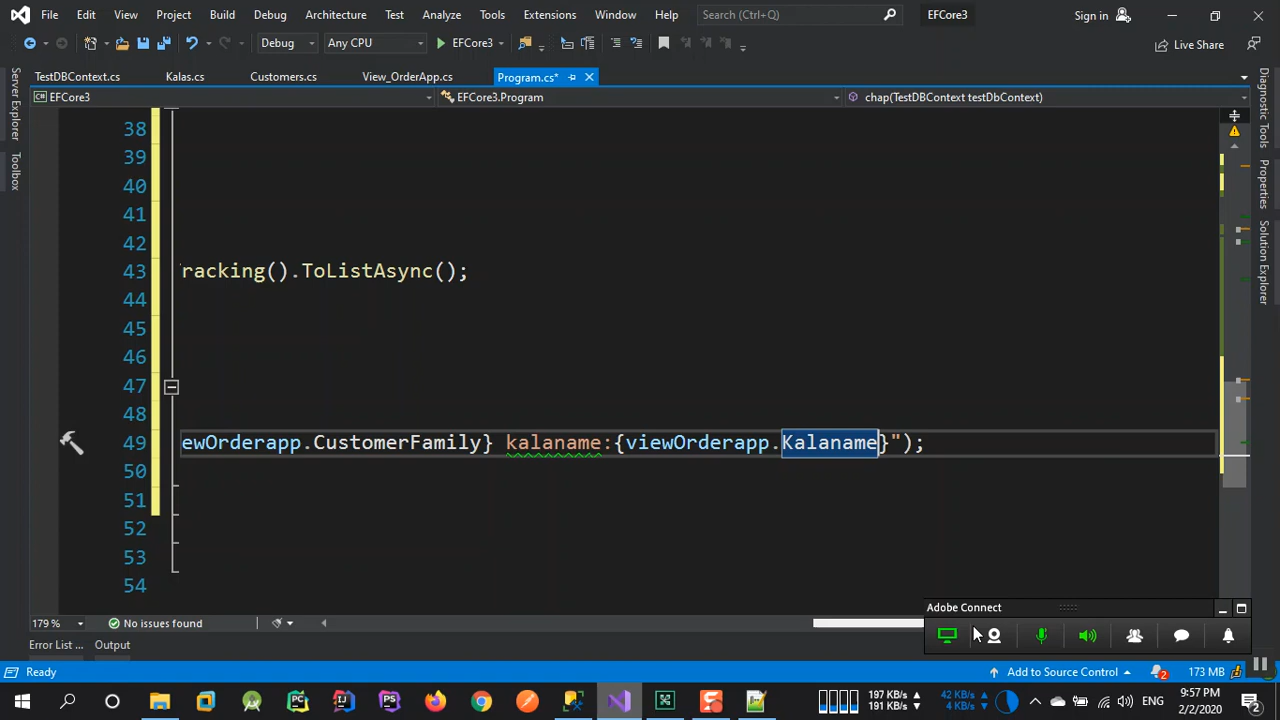 File Edit View Project Build Debug Architecture Test Analyze Tools Extensions Window Help Search (Ctrl+Q) EFCore3 Sign in
Debug Any CPU EFCore3 Live Share
TestDBContext.cs Kalas.cs Customers.cs View_OrderApp.cs Program.cs*
EFCore3 EFCore3.Program chap(TestDBContext testDbContext)
Server Explorer
Toolbox
Diagnostic Tools
Properties
Solution Explorer
38
39
40
41
42
43 racking().ToListAsync();
44
45
46
47
48
49 ewOrderapp.CustomerFamily} kalaname:{viewOrderapp.Kalaname}");
50
51
52
53
54
Adobe Connect
179 % No issues found
Error List ... Output
Ready Add to Source Control 2 173 MB
197 KB/s 197 KB/s 42 KB/s 4 KB/s ENG 9:57 PM 2/2/2020